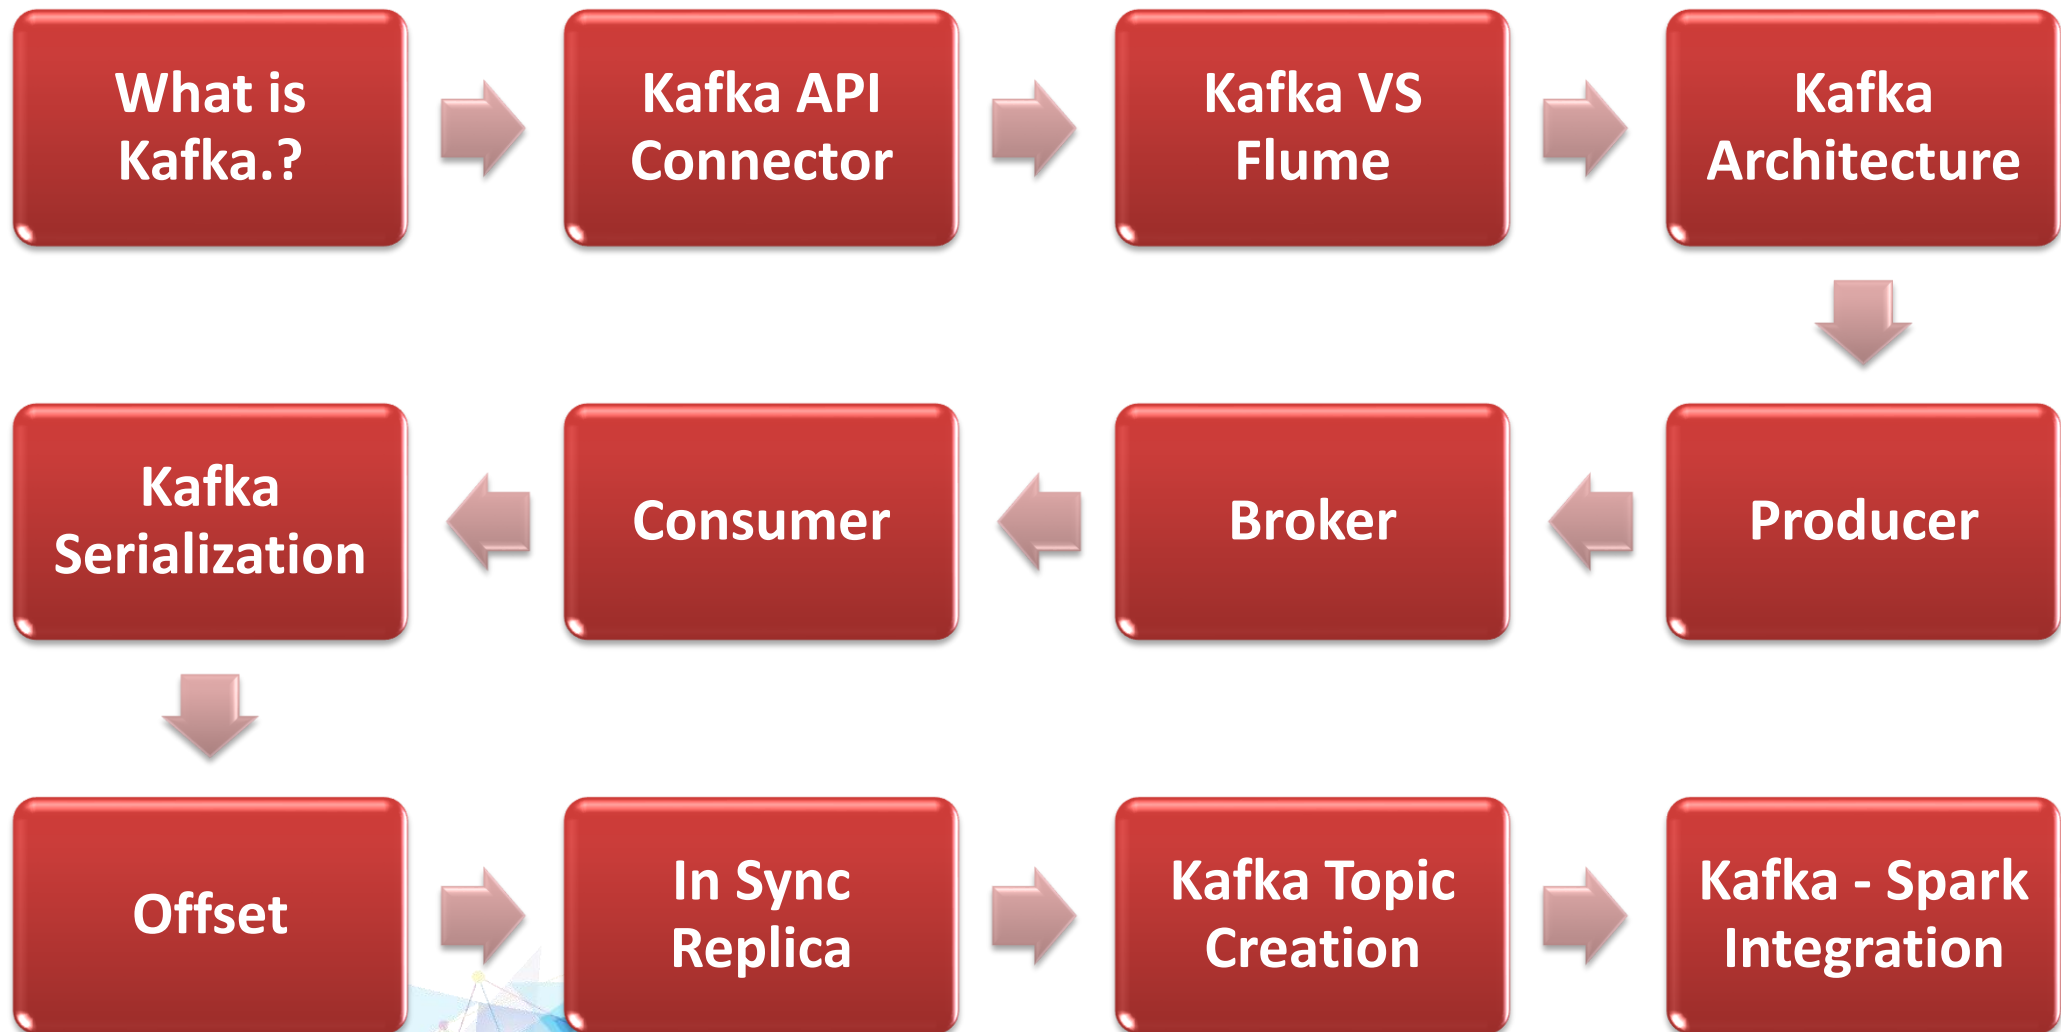 What is
Kafka.?
Kafka API
Connector
Kafka VS
Flume
Kafka
Architecture
Producer
Broker
Consumer
Kafka
Serialization
Offset
In Sync
Replica
Kafka Topic
Creation
Kafka - Spark
Integration